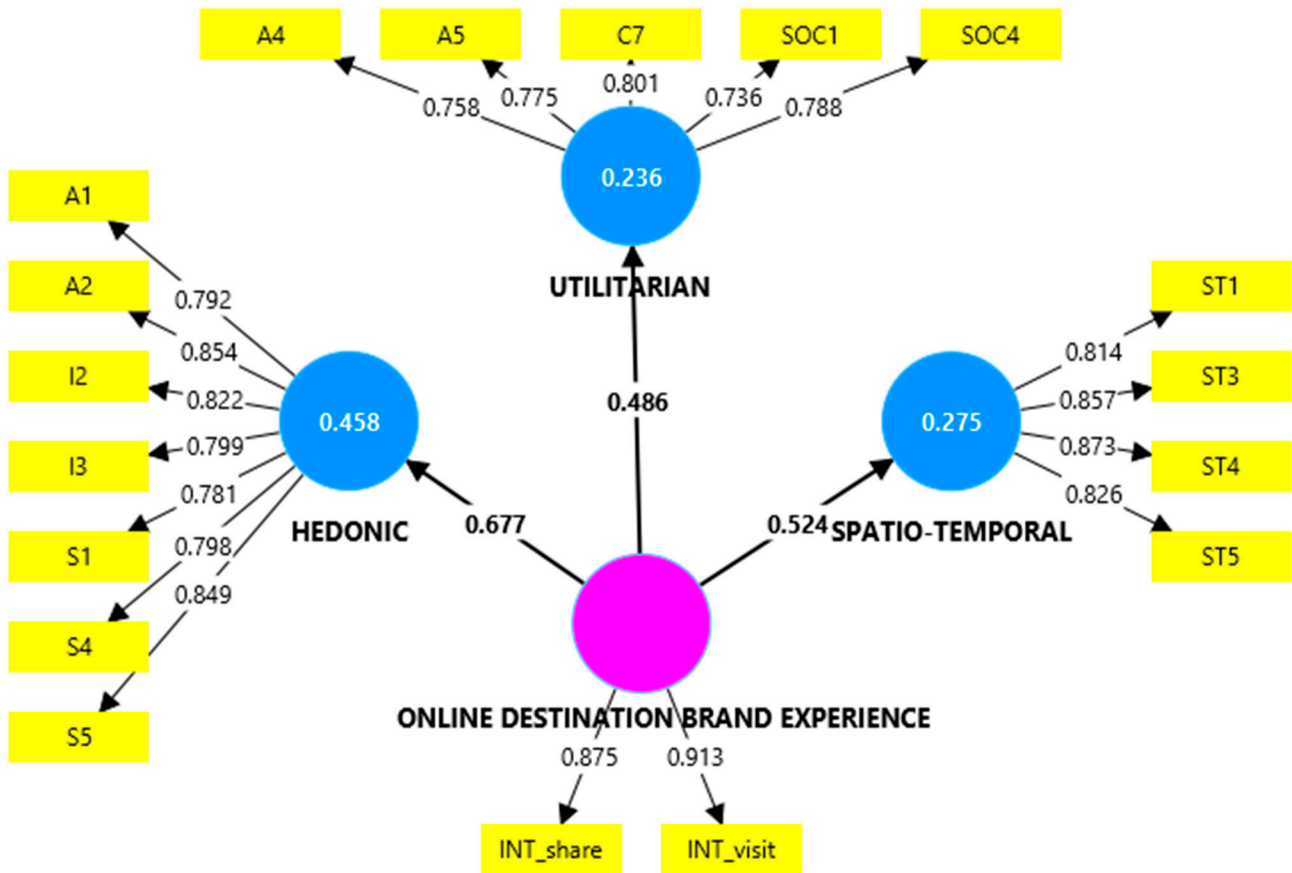 A4
A5
C7
SOC1
SOC4
0.758
0.775
0.801
0.736
0.788
0.236
UTILITARIAN
A1
A2
I2
I3
S1
S4
S5
0.792
0.854
0.822
0.799
0.781
0.798
0.849
0.458
HEDONIC
0.677
0.486
0.524
0.275
SPATIO-TEMPORAL
0.814
0.857
0.873
0.826
ST1
ST3
ST4
ST5
ONLINE DESTINATION BRAND EXPERIENCE
0.875
0.913
INT_share
INT_visit